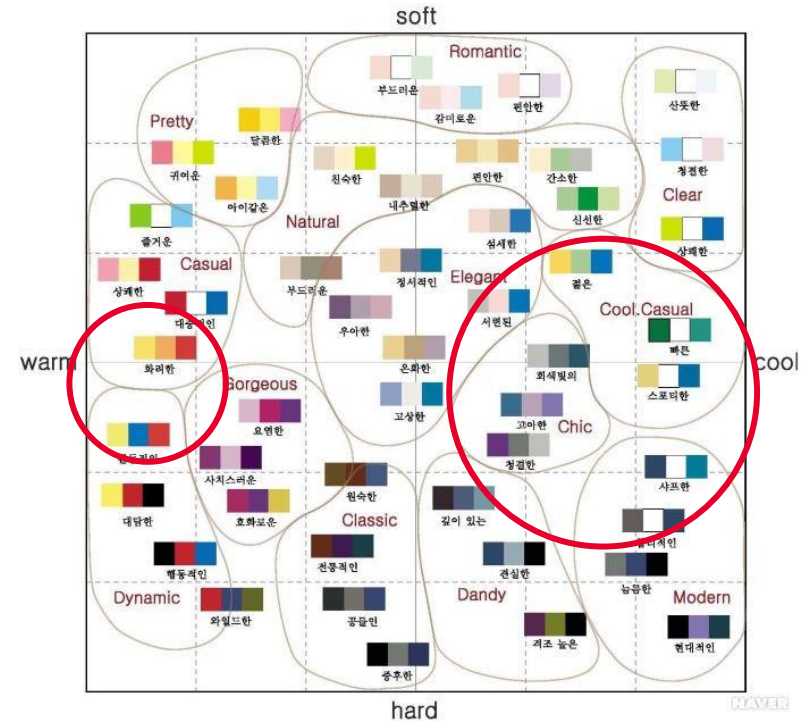 soft
Romantic
부드러운
편안한
감미로운
산뜻한
Pretty
달콤한
귀여운
아이같은
친숙한
내추럴한
편안한
간소한
신선한
청결한
Clear
상쾌한
즐거운
Natural
섬세한
Casual
상쾌한
부드러운
정서적인
Elegant
젊은
우아한
세련된
Cool.Casual
빠른
warm
화려한
온화한
회색빛의
스포티한
cool
Gorgeous
요염한
고상한
고아한
Chic
청결한
사치스러운
원숙한
샤프한
대담한
호화로운
Classic
깊이 있는
행동적인
전통적인
견실한
Dynamic
와일드한
공들인
Dandy
늠름한
Modern
격조 높은
현대적인
중후한
hard
NAVER